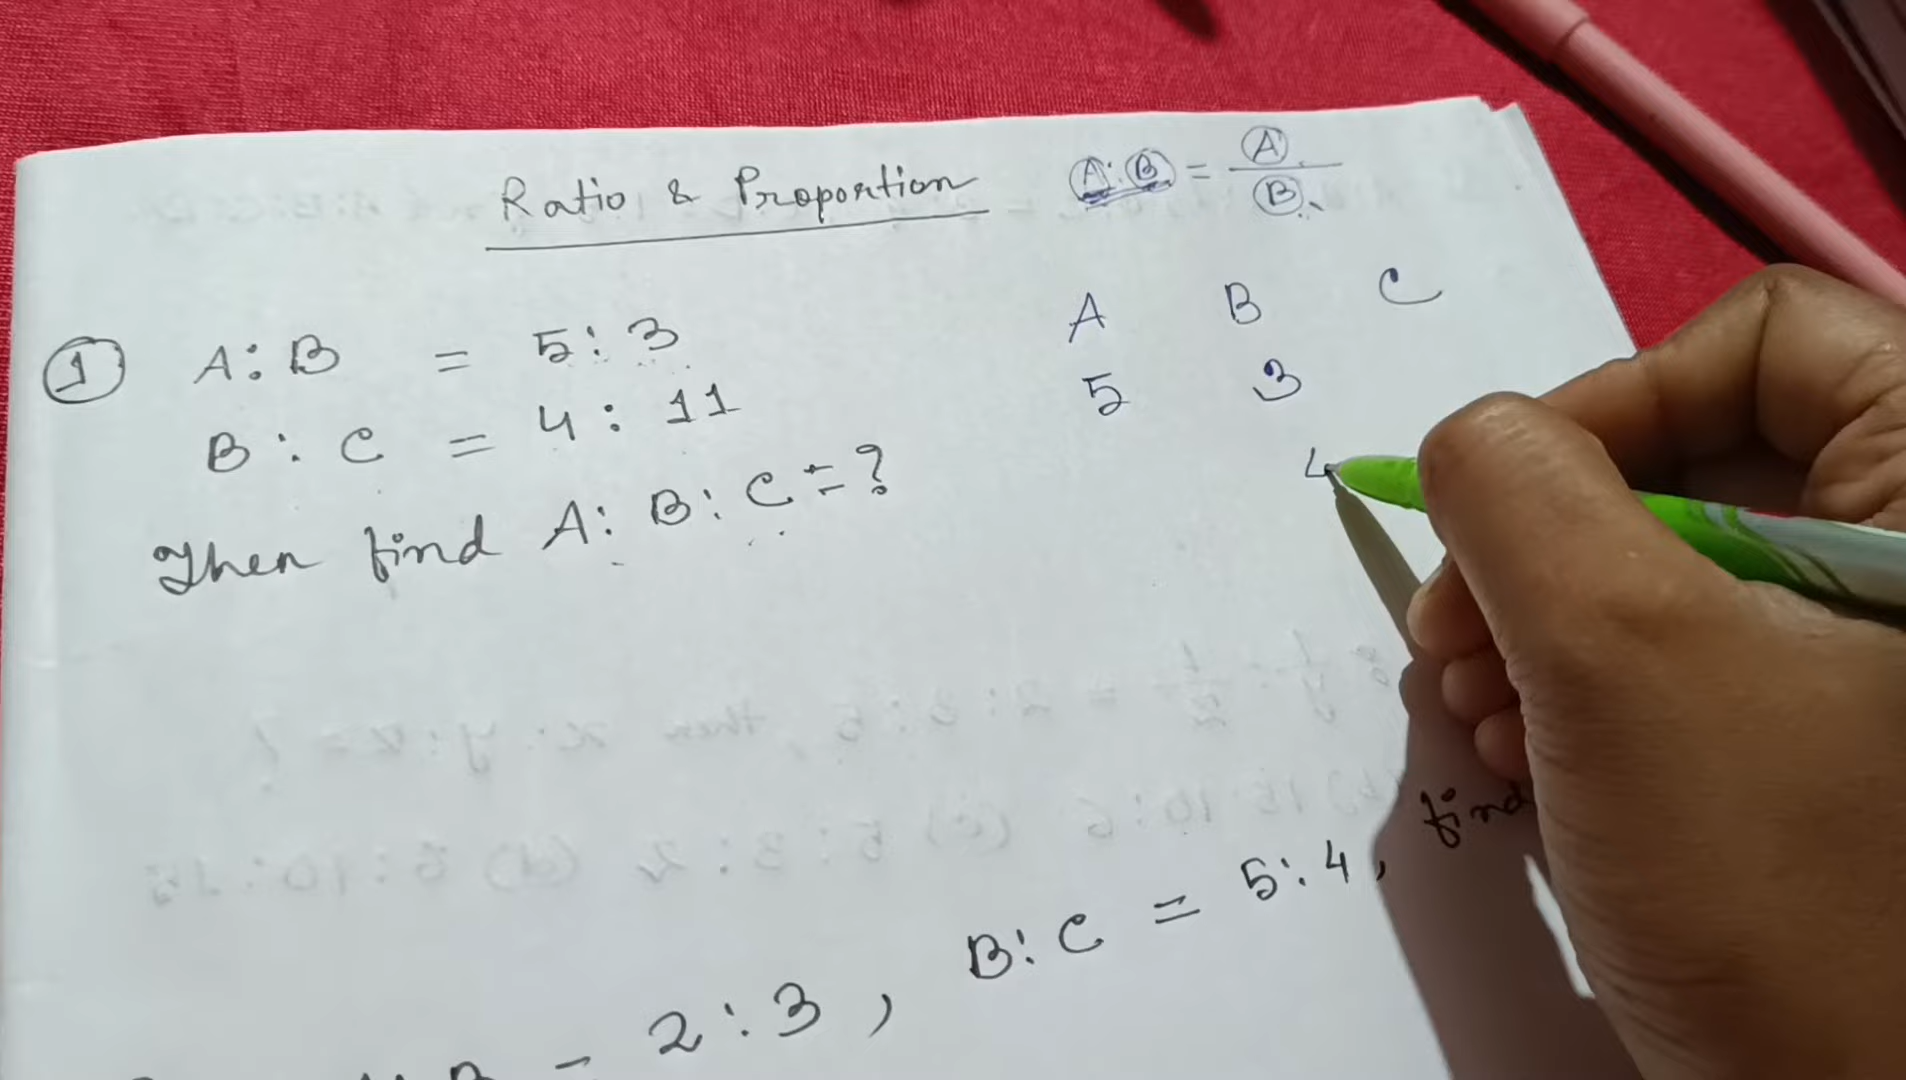 Ratio & Proportion
A:B = A/B
① A:B = 5:3
B:C = 4:11
Then find A:B:C = ?
A B C
5 3
4
2:3, B:C = 5:4, find